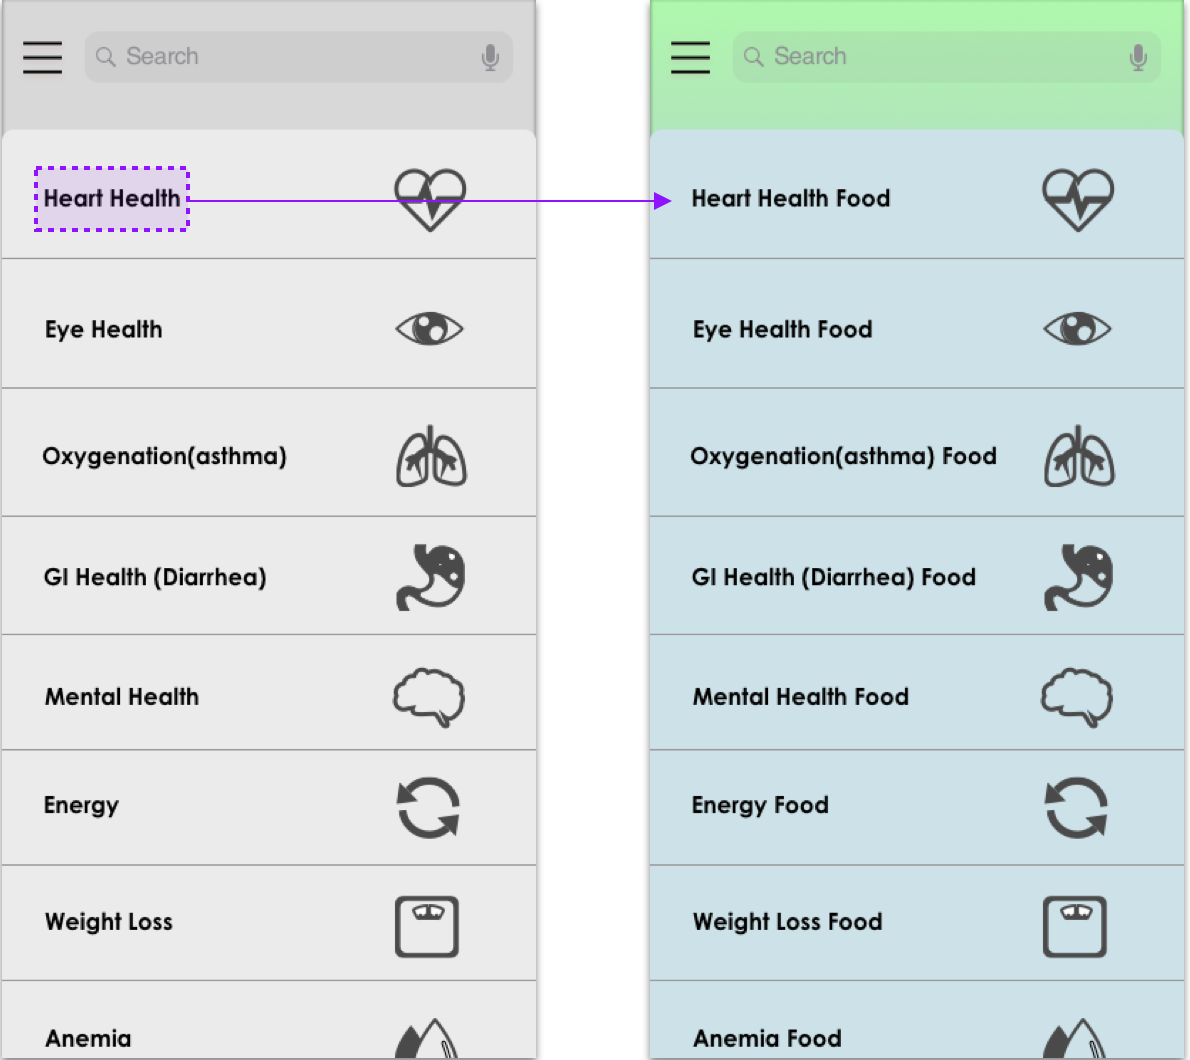 Search
Heart Health
Eye Health
Oxygenation(asthma)
GI Health (Diarrhea)
Mental Health
Energy
Weight Loss
Anemia
Search
Heart Health Food
Eye Health Food
Oxygenation(asthma) Food
GI Health (Diarrhea) Food
Mental Health Food
Energy Food
Weight Loss Food
Anemia Food